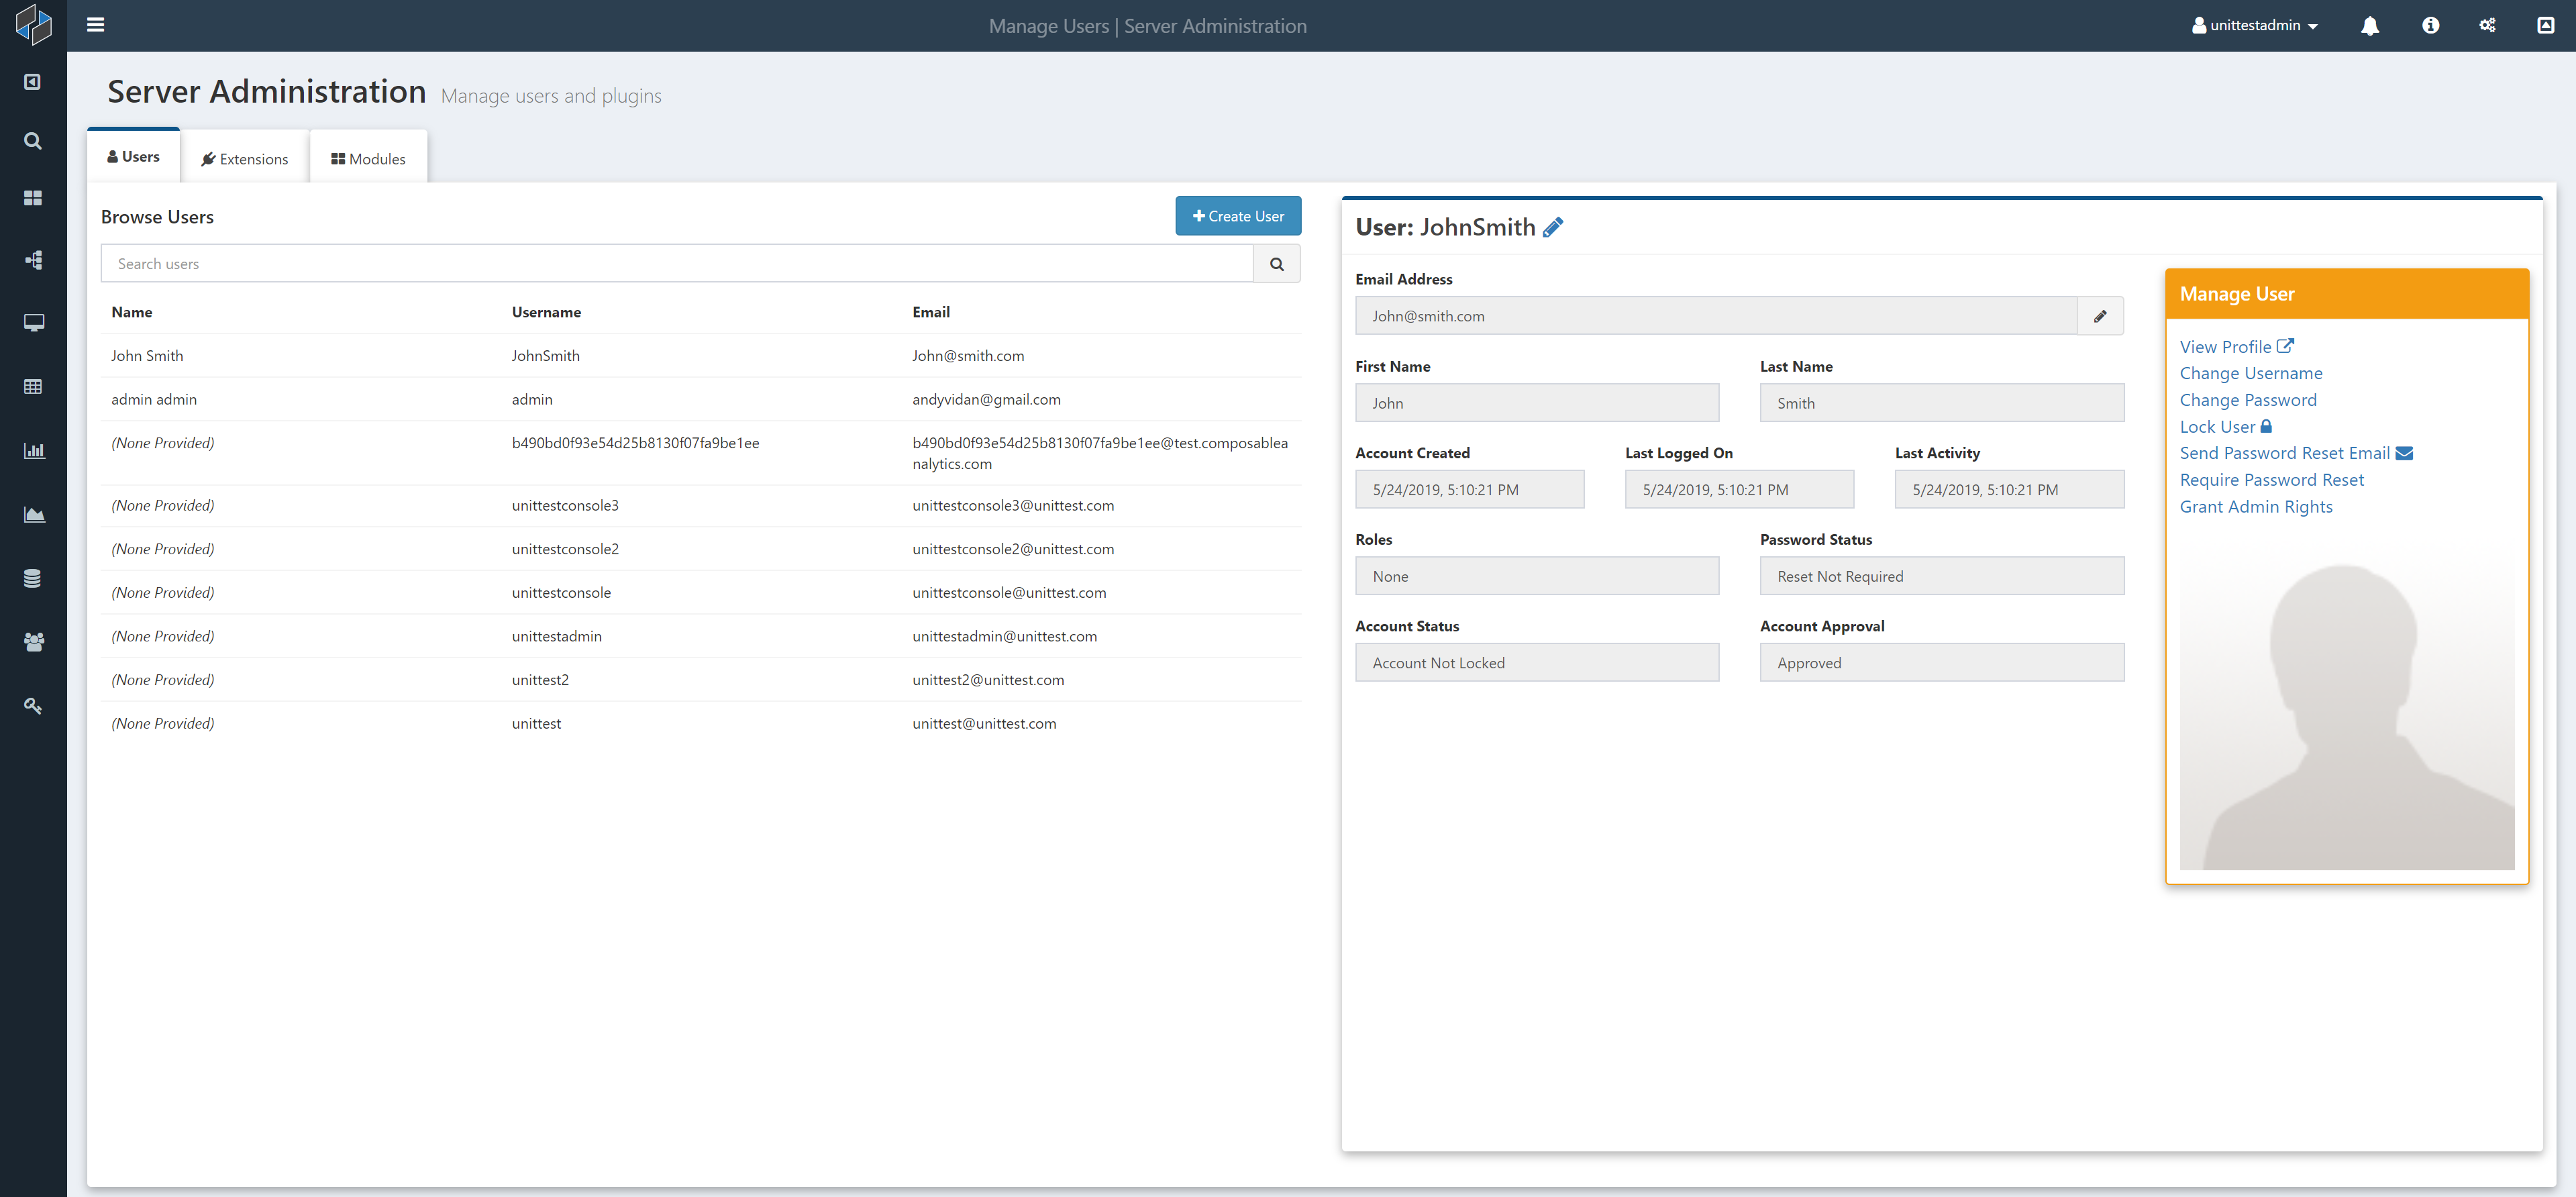 Manage Users | Server Administration
unittestadmin
Server Administration Manage users and plugins
Users
Extensions
Modules
Browse Users
Create User
Search users
Name Username Email
John Smith JohnSmith John@smith.com
admin admin admin andyvidan@gmail.com
(None Provided) b490bd0f93e54d25b8130f07fa9be1ee b490bd0f93e54d25b8130f07fa9be1ee@test.composablea
nalytics.com
(None Provided) unittestconsole3 unittestconsole3@unittest.com
(None Provided) unittestconsole2 unittestconsole2@unittest.com
(None Provided) unittestconsole unittestconsole@unittest.com
(None Provided) unittestadmin unittestadmin@unittest.com
(None Provided) unittest2 unittest2@unittest.com
(None Provided) unittest unittest@unittest.com
User: JohnSmith
Email Address
John@smith.com
First Name Last Name
John Smith
Account Created Last Logged On Last Activity
5/24/2019, 5:10:21 PM 5/24/2019, 5:10:21 PM 5/24/2019, 5:10:21 PM
Roles Password Status
None Reset Not Required
Account Status Account Approval
Account Not Locked Approved
Manage User
View Profile
Change Username
Change Password
Lock User
Send Password Reset Email
Require Password Reset
Grant Admin Rights